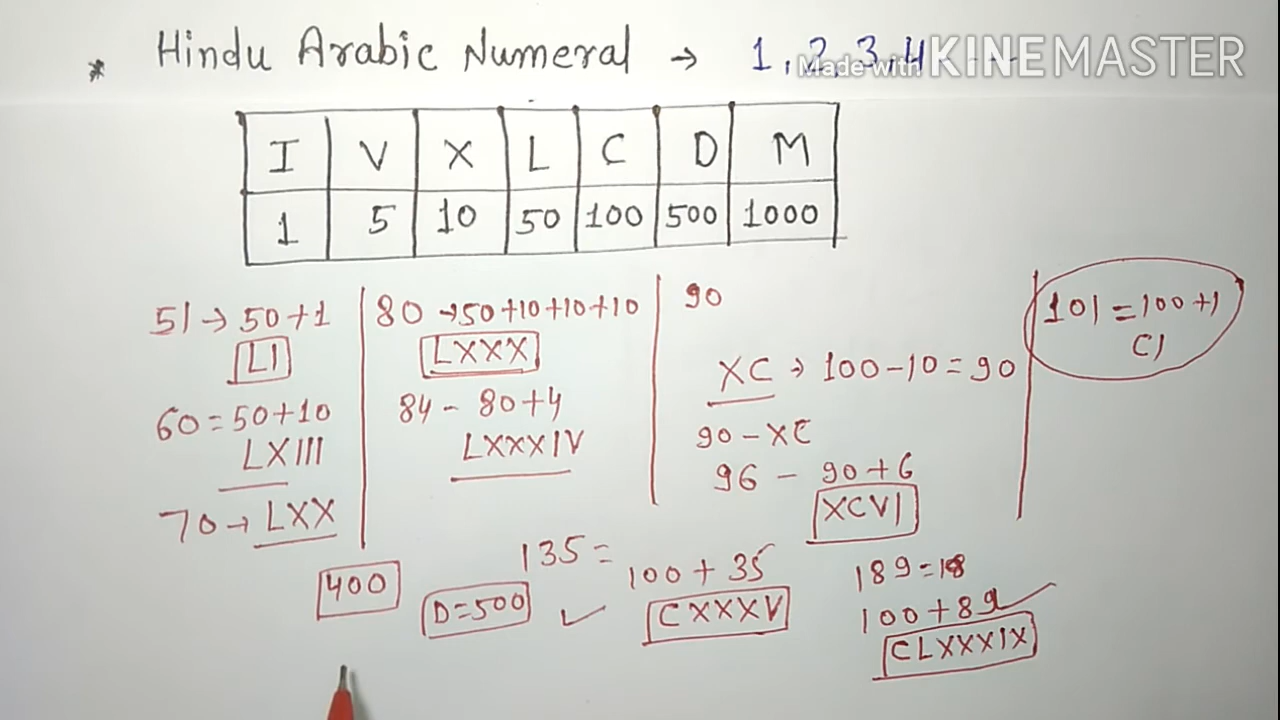 * Hindu Arabic Numeral → 1, 2, 3, 4 - - - -
Made with KINEMASTER
I V X L C D M
1 5 10 50 100 500 1000
51 → 50+1
LI
60 = 50+10
LXIII
70 → LXX
80 → 50+10+10+10
LXXX
84 - 80+4
LXXXIV
90
XC → 100-10=90
90-XC
96 - 90+6
XCVI
101 = 100+1
CI
400
D=500
135 =
100 + 35
CXXXV
189=18
100+89
CLXXXIX